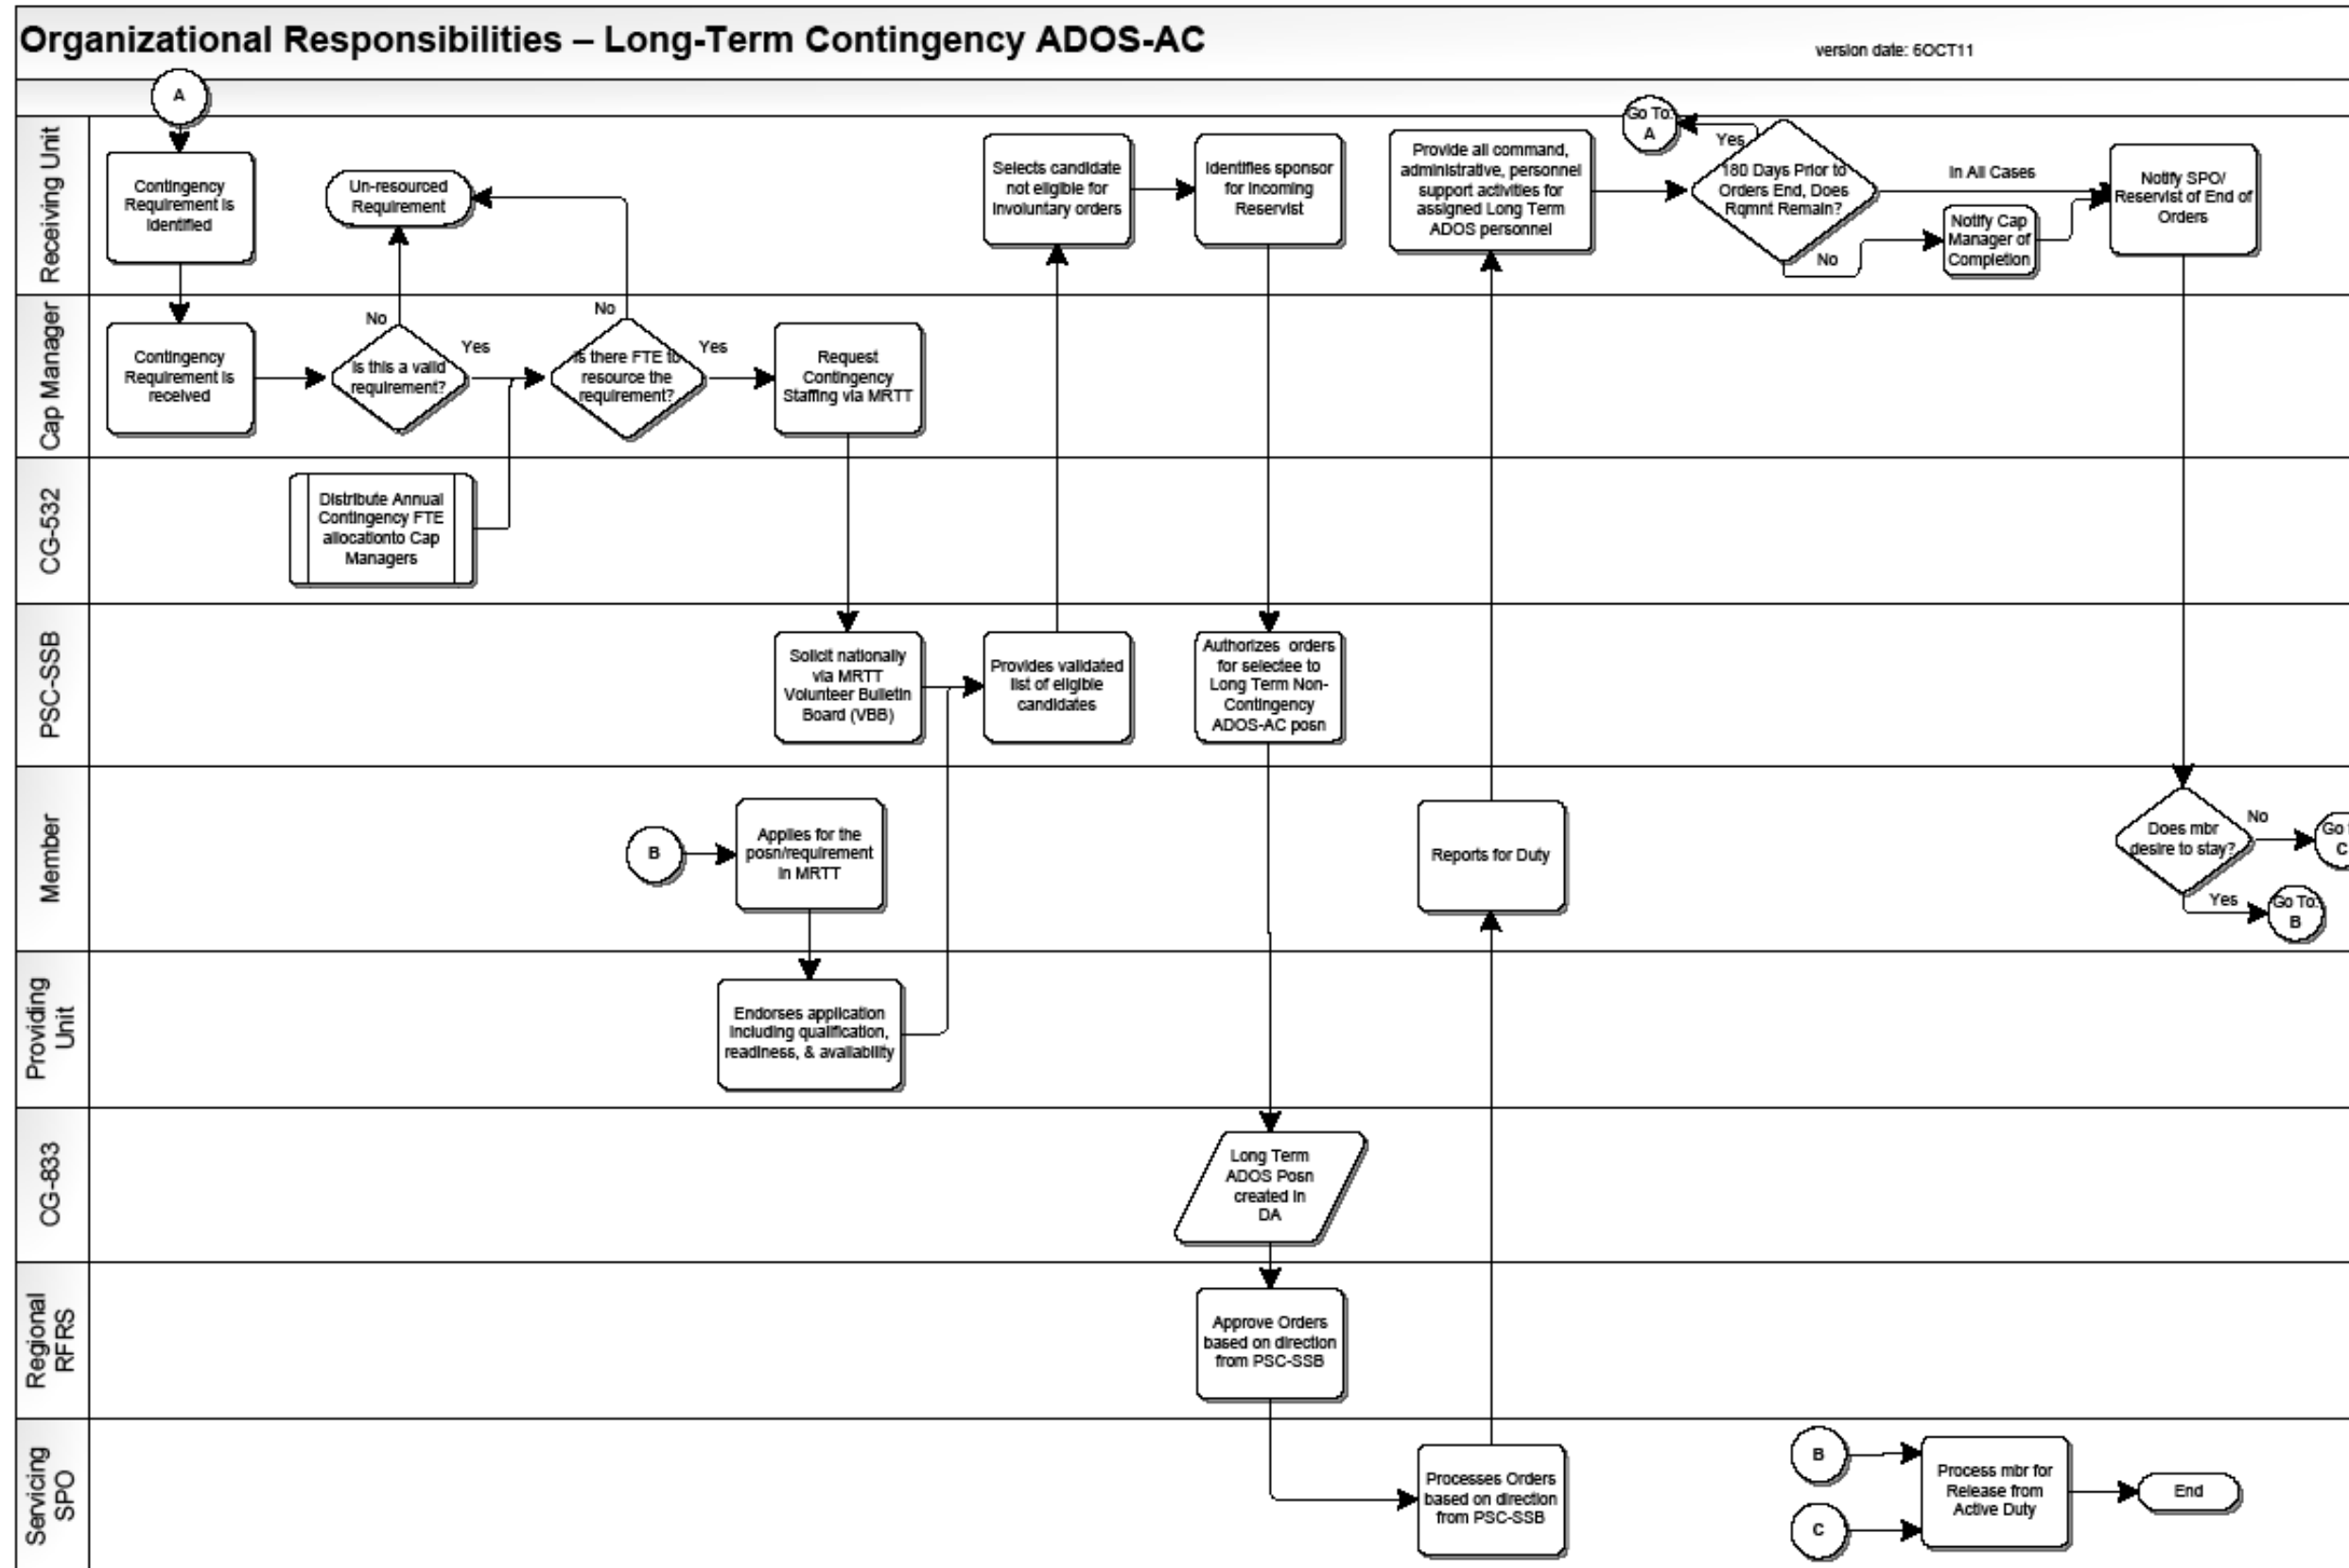 Organizational Responsibilities – Long-Term Contingency ADOS-AC
version date: 6OCT11
A
Receiving Unit
Contingency
Requirement is
Identified
Un-resourced
Requirement
Selects candidate
not eligible for
Involuntary orders
Identifies sponsor
for Incoming
Reservist
Provide all command,
administrative, personnel
support activities for
assigned Long Term
ADOS personnel
Go To:
A
Yes
180 Days Prior to
Orders End, Does
Rqmnt Remain?
No
In All Cases
Notify Cap
Manager of
Completion
Notify SPO/
Reservist of End of
Orders
Cap Manager
Contingency
Requirement is
received
No
Is this a valid
requirement?
Yes
No
Is there FTE to
resource the
requirement?
Yes
Request
Contingency
Staffing via MRTT
CG-532
Distribute Annual
Contingency FTE
allocationto Cap
Managers
PSC-SSB
Solicit nationally
via MRTT
Volunteer Bulletin
Board (VBB)
Provides validated
list of eligible
candidates
Authorizes orders
for selectee to
Long Term Non-
Contingency
ADOS-AC posn
Member
B
Applies for the
posn/requirement
in MRTT
Reports for Duty
Does mbr
desire to stay?
No
Go
C
Yes
Go To:
B
Providing
Unit
Endorses application
including qualification,
readiness, & availability
CG-833
Long Term
ADOS Posn
created in
DA
Regional
RFRS
Approve Orders
based on direction
from PSC-SSB
Servicing
SPO
Processes Orders
based on direction
from PSC-SSB
B
C
Process mbr for
Release from
Active Duty
End